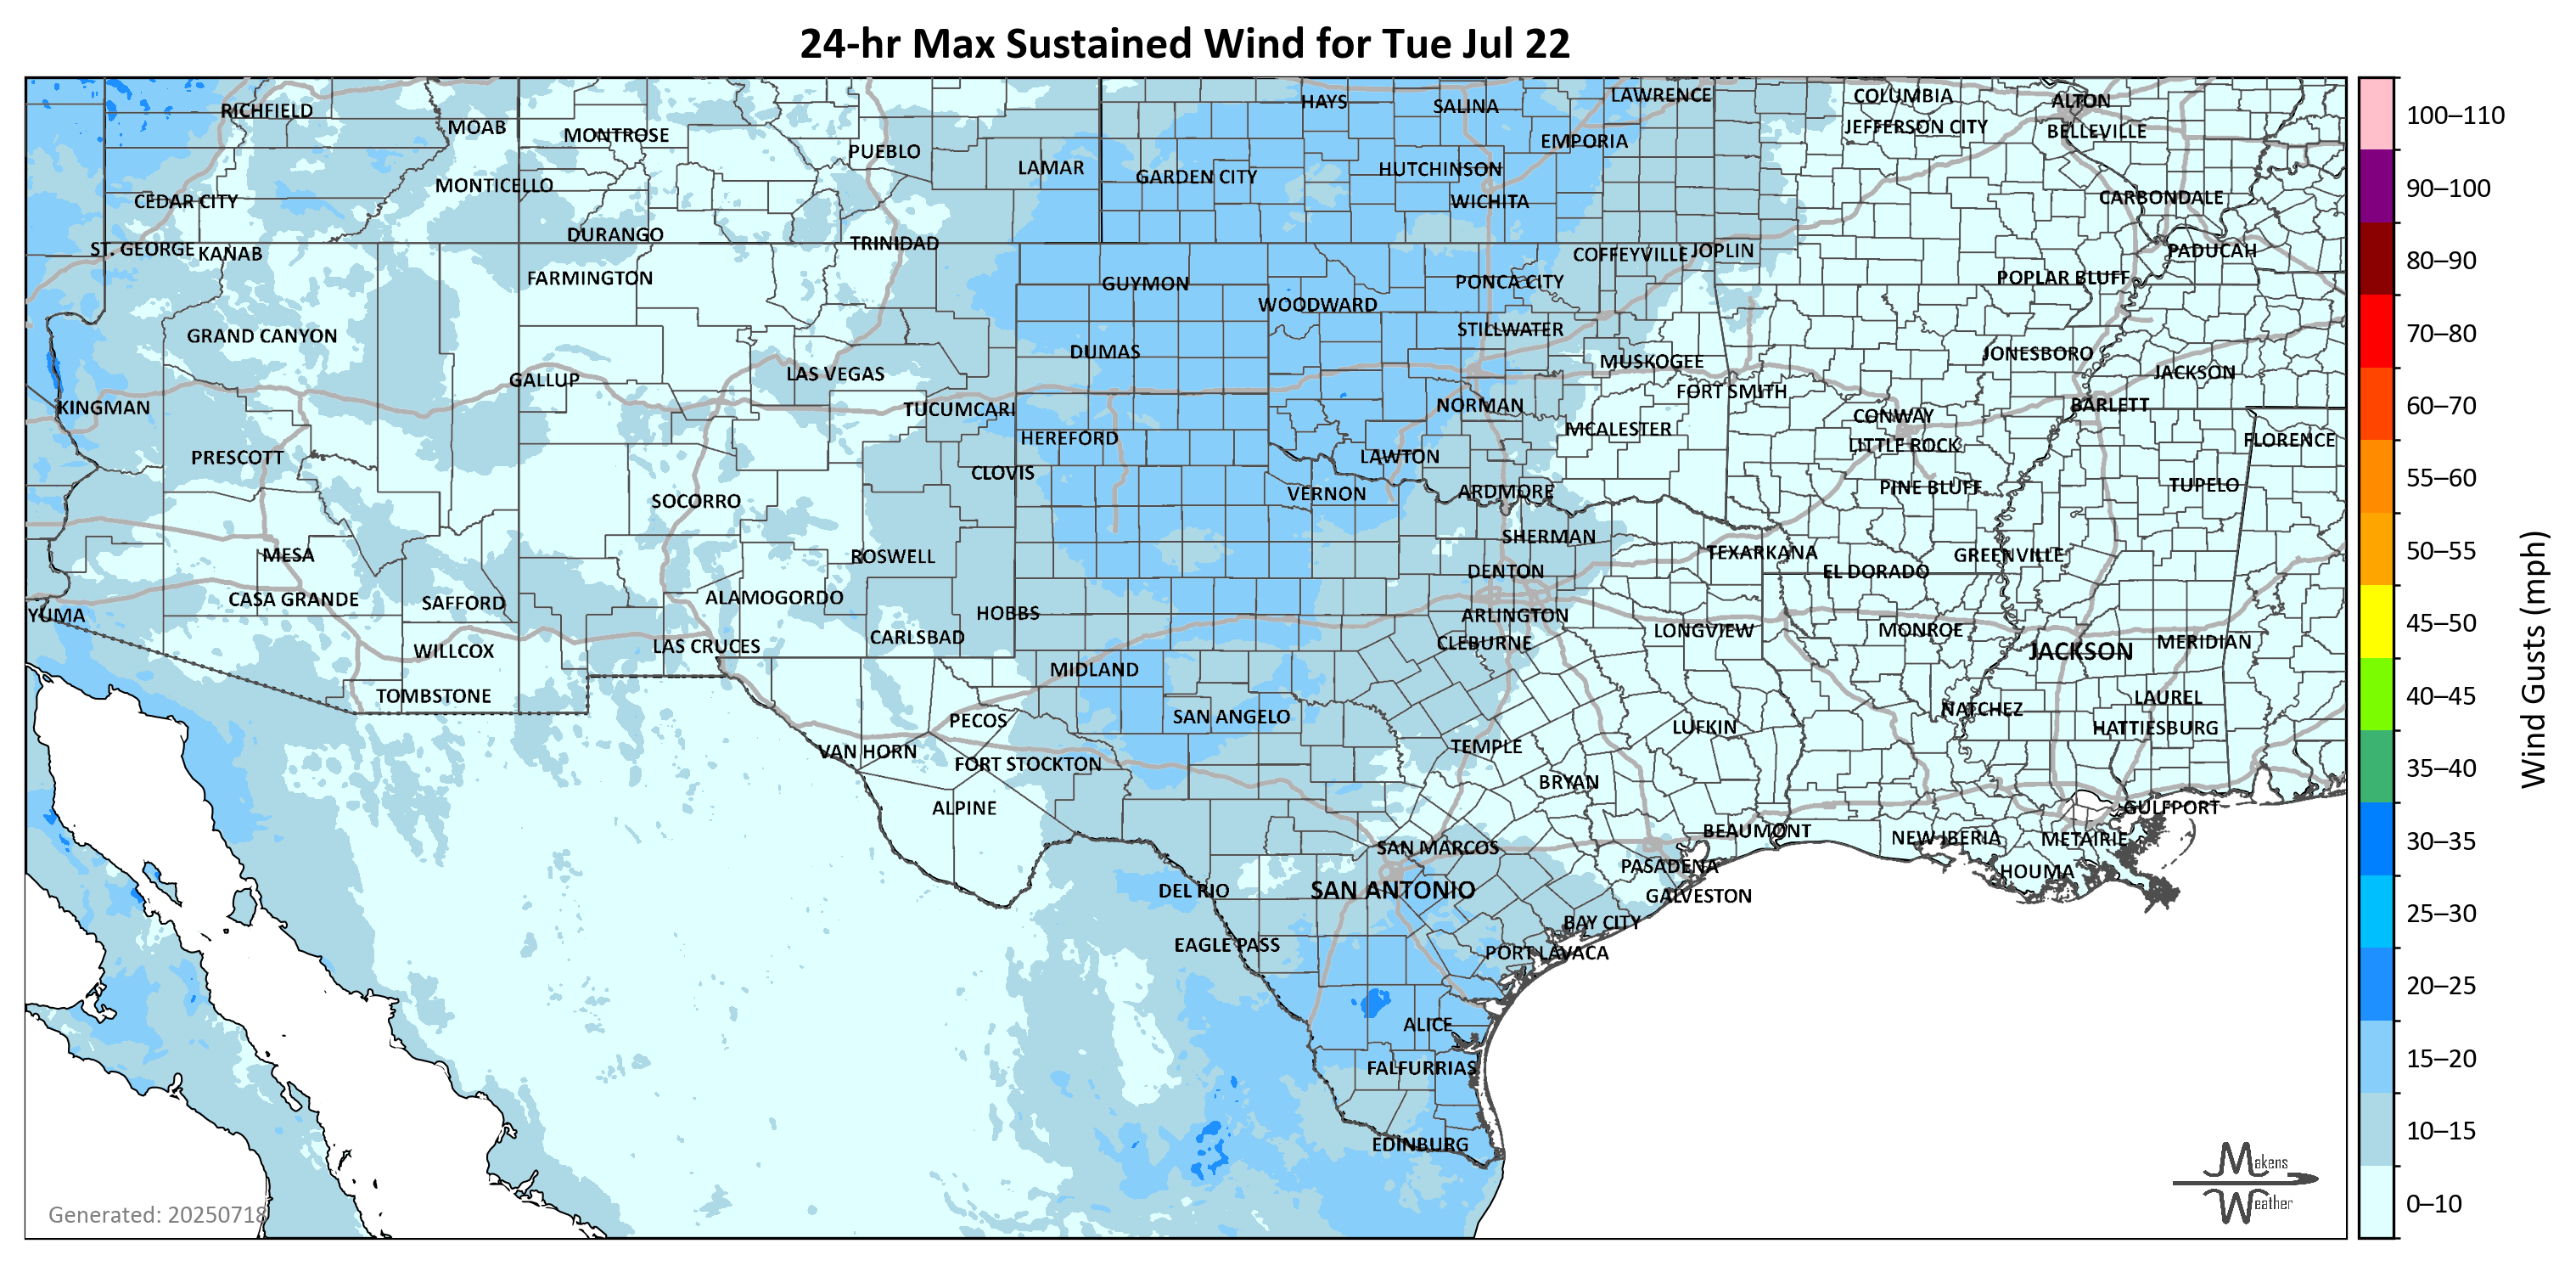 24-hr Max Sustained Wind for Tue Jul 22
RICHFIELD
MOAB
MONTROSE
PUEBLO
LAMAR
HAYS
SALINA
LAWRENCE
COLUMBIA
ALTON
JEFFERSON CITY
BELLEVILLE
EMPORIA
GARDEN CITY
HUTCHINSON
MONTICELLO
CEDAR CITY
WICHITA
CARBONDALE
DURANGO
TRINIDAD
ST. GEORGE
KANAB
COFFEYVILLE
JOPLIN
PADUCAH
FARMINGTON
GUYMON
PONCA CITY
POPLAR BLUFF
WOODWARD
GRAND CANYON
STILLWATER
DUMAS
MUSKOGEE
JONESBORO
GALLUP
LAS VEGAS
FORT SMITH
JACKSON
KINGMAN
TUCUMCARI
NORMAN
CONWAY
BARLETT
HEREFORD
MCALESTER
LITTLE ROCK
FLORENCE
PRESCOTT
CLOVIS
LAWTON
SOCORRO
VERNON
ARDMORE
PINE BLUFF
TUPELO
MESA
ROSWELL
SHERMAN
TEXARKANA
GREENVILLE
DENTON
EL DORADO
CASA GRANDE
SAFFORD
ALAMOGORDO
HOBBS
YUMA
ARLINGTON
LONGVIEW
MONROE
WILLCOX
LAS CRUCES
CARLSBAD
CLEBURNE
JACKSON
MERIDIAN
MIDLAND
TOMBSTONE
PECOS
SAN ANGELO
LUFKIN
NATCHEZ
LAUREL
HATTIESBURG
VAN HORN
FORT STOCKTON
TEMPLE
BRYAN
ALPINE
GULFPORT
BEAUMONT
NEW IBERIA
METAIRIE
SAN MARCOS
PASADENA
HOUMA
DEL RIO
SAN ANTONIO
GALVESTON
BAY CITY
EAGLE PASS
PORT LAVACA
ALICE
FALFURRIAS
EDINBURG
Generated: 20250718
Makens
Weather
100–110
90–100
80–90
70–80
60–70
55–60
50–55
45–50
40–45
35–40
30–35
25–30
20–25
15–20
10–15
0–10
Wind Gusts (mph)